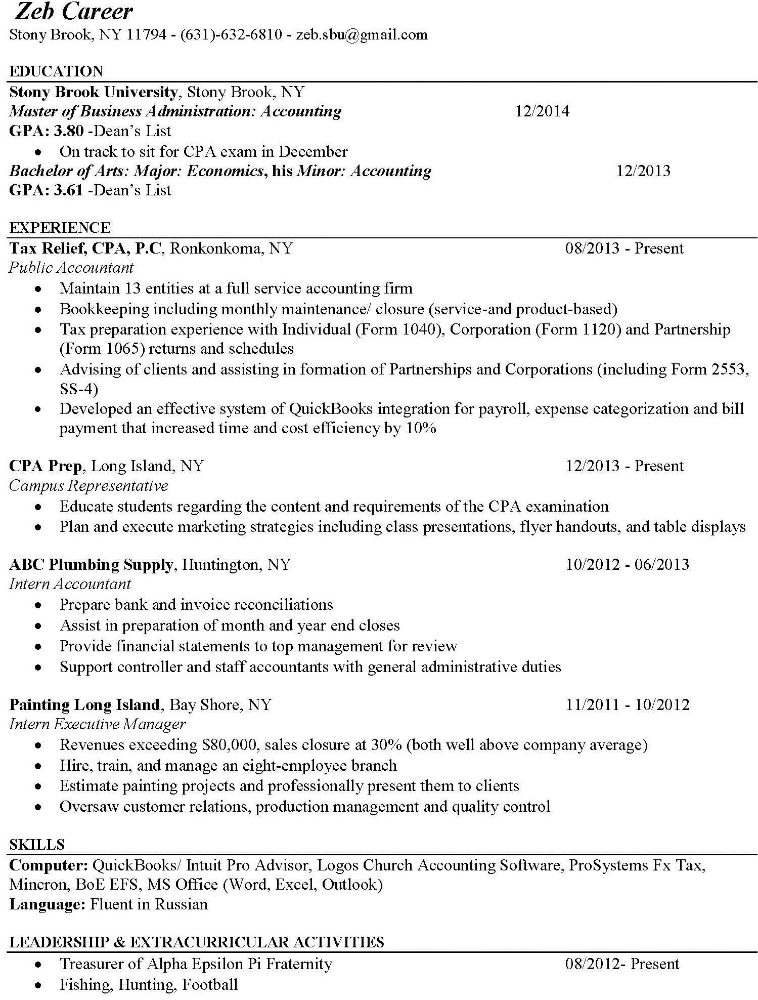 Zeb Career
Stony Brook, NY 11794 - (631)-632-6810 - zeb.sbu@gmail.com
EDUCATION
Stony Brook University, Stony Brook, NY
Master of Business Administration: Accounting 12/2014
GPA: 3.80 -Dean's List
• On track to sit for CPA exam in December
Bachelor of Arts: Major: Economics, his Minor: Accounting 12/2013
GPA: 3.61 -Dean's List
EXPERIENCE
Tax Relief, CPA, P.C, Ronkonkoma, NY 08/2013 - Present
Public Accountant
• Maintain 13 entities at a full service accounting firm
• Bookkeeping including monthly maintenance/ closure (service-and product-based)
• Tax preparation experience with Individual (Form 1040), Corporation (Form 1120) and Partnership
(Form 1065) returns and schedules
• Advising of clients and assisting in formation of Partnerships and Corporations (including Form 2553,
SS-4)
• Developed an effective system of QuickBooks integration for payroll, expense categorization and bill
payment that increased time and cost efficiency by 10%
CPA Prep, Long Island, NY 12/2013 - Present
Campus Representative
• Educate students regarding the content and requirements of the CPA examination
• Plan and execute marketing strategies including class presentations, flyer handouts, and table displays
ABC Plumbing Supply, Huntington, NY 10/2012 - 06/2013
Intern Accountant
• Prepare bank and invoice reconciliations
• Assist in preparation of month and year end closes
• Provide financial statements to top management for review
• Support controller and staff accountants with general administrative duties
Painting Long Island, Bay Shore, NY 11/2011 - 10/2012
Intern Executive Manager
• Revenues exceeding $80,000, sales closure at 30% (both well above company average)
• Hire, train, and manage an eight-employee branch
• Estimate painting projects and professionally present them to clients
• Oversaw customer relations, production management and quality control
SKILLS
Computer: QuickBooks/ Intuit Pro Advisor, Logos Church Accounting Software, ProSystems Fx Tax,
Mincron, BoE EFS, MS Office (Word, Excel, Outlook)
Language: Fluent in Russian
LEADERSHIP & EXTRACURRICULAR ACTIVITIES
• Treasurer of Alpha Epsilon Pi Fraternity 08/2012- Present
• Fishing, Hunting, Football